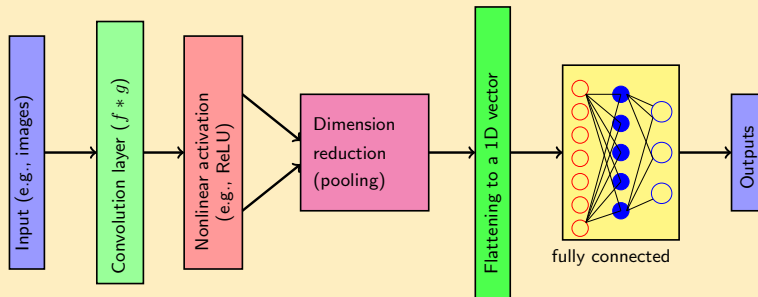 Input (e.g., images)
Convolution layer (f * g)
Nonlinear activation
(e.g., ReLU)
Dimension
reduction
(pooling)
Flattening to a 1D vector
fully connected
Outputs